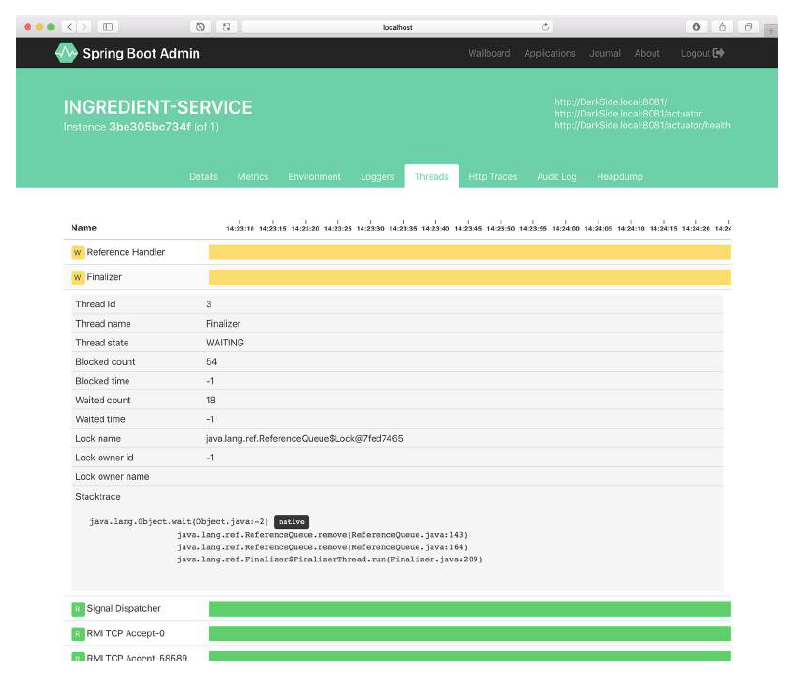 localhost
Spring Boot Admin
Wallboard Applications Journal About Logout
INGREDIENT-SERVICE
Instance 3be305bc734f (of 1)
http://DarkSide.local:8081/
http://DarkSide.local:8081/actuator
http://DarkSide.local:8081/actuator/health
Details Metrics Environment Loggers Threads Http Traces Audit Log Heapdump
Name 14:23:10 14:23:15 14:23:20 14:23:25 14:23:30 14:23:35 14:23:40 14:23:45 14:23:50 14:23:55 14:24:00 14:24:05 14:24:10 14:24:15 14:24:20 14:24
W Reference Handler
W Finalizer
Thread Id 3
Thread name Finalizer
Thread state WAITING
Blocked count 54
Blocked time -1
Waited count 18
Waited time -1
Lock name java.lang.ref.ReferenceQueue$Lock@7fed7465
Lock owner id -1
Lock owner name
Stacktrace
java.lang.Object.wait(Object.java:-2) native
java.lang.ref.ReferenceQueue.remove(ReferenceQueue.java:143)
java.lang.ref.ReferenceQueue.remove(ReferenceQueue.java:164)
java.lang.ref.Finalizer$FinalizerThread.run(Finalizer.java:209)
R Signal Dispatcher
R RMI TCP Accept-0
R RMI TCP Accept-58689